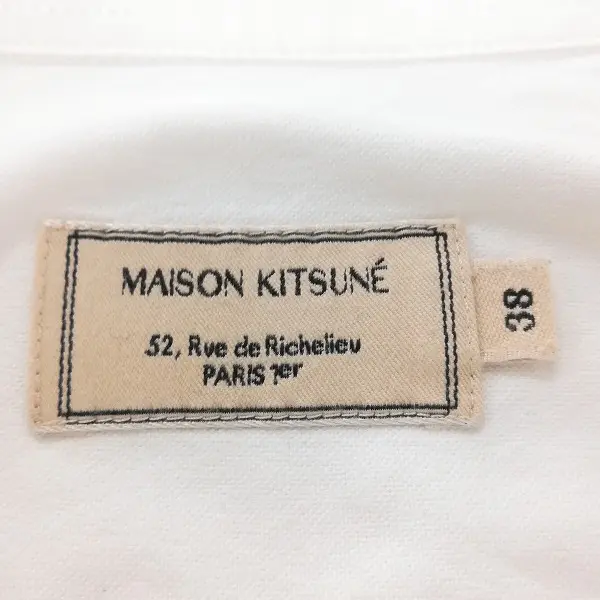 MAISON KITSUNÉ
52, Rue de Richelieu
PARIS 1er
38